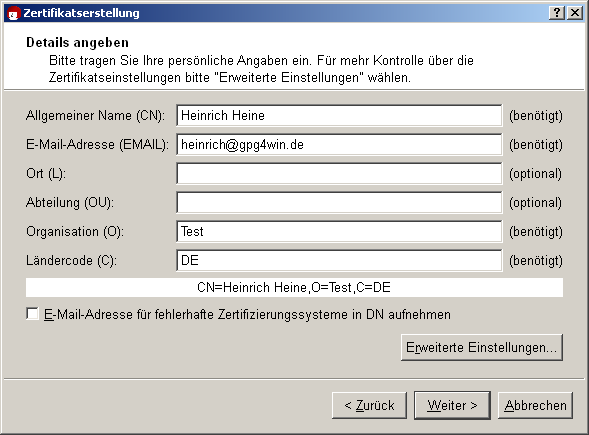 Zertifikatserstellung
Details angeben
Bitte tragen Sie Ihre persönliche Angaben ein. Für mehr Kontrolle über die
Zertifikatseinstellungen bitte "Erweiterte Einstellungen" wählen.
Allgemeiner Name (CN): Heinrich Heine (benötigt)
E-Mail-Adresse (EMAIL): heinrich@gpg4win.de (benötigt)
Ort (L): (optional)
Abteilung (OU): (optional)
Organisation (O): Test (benötigt)
Ländercode (C): DE (benötigt)
CN=Heinrich Heine,O=Test,C=DE
E-Mail-Adresse für fehlerhafte Zertifizierungssysteme in DN aufnehmen
Erweiterte Einstellungen...
< Zurück Weiter > Abbrechen